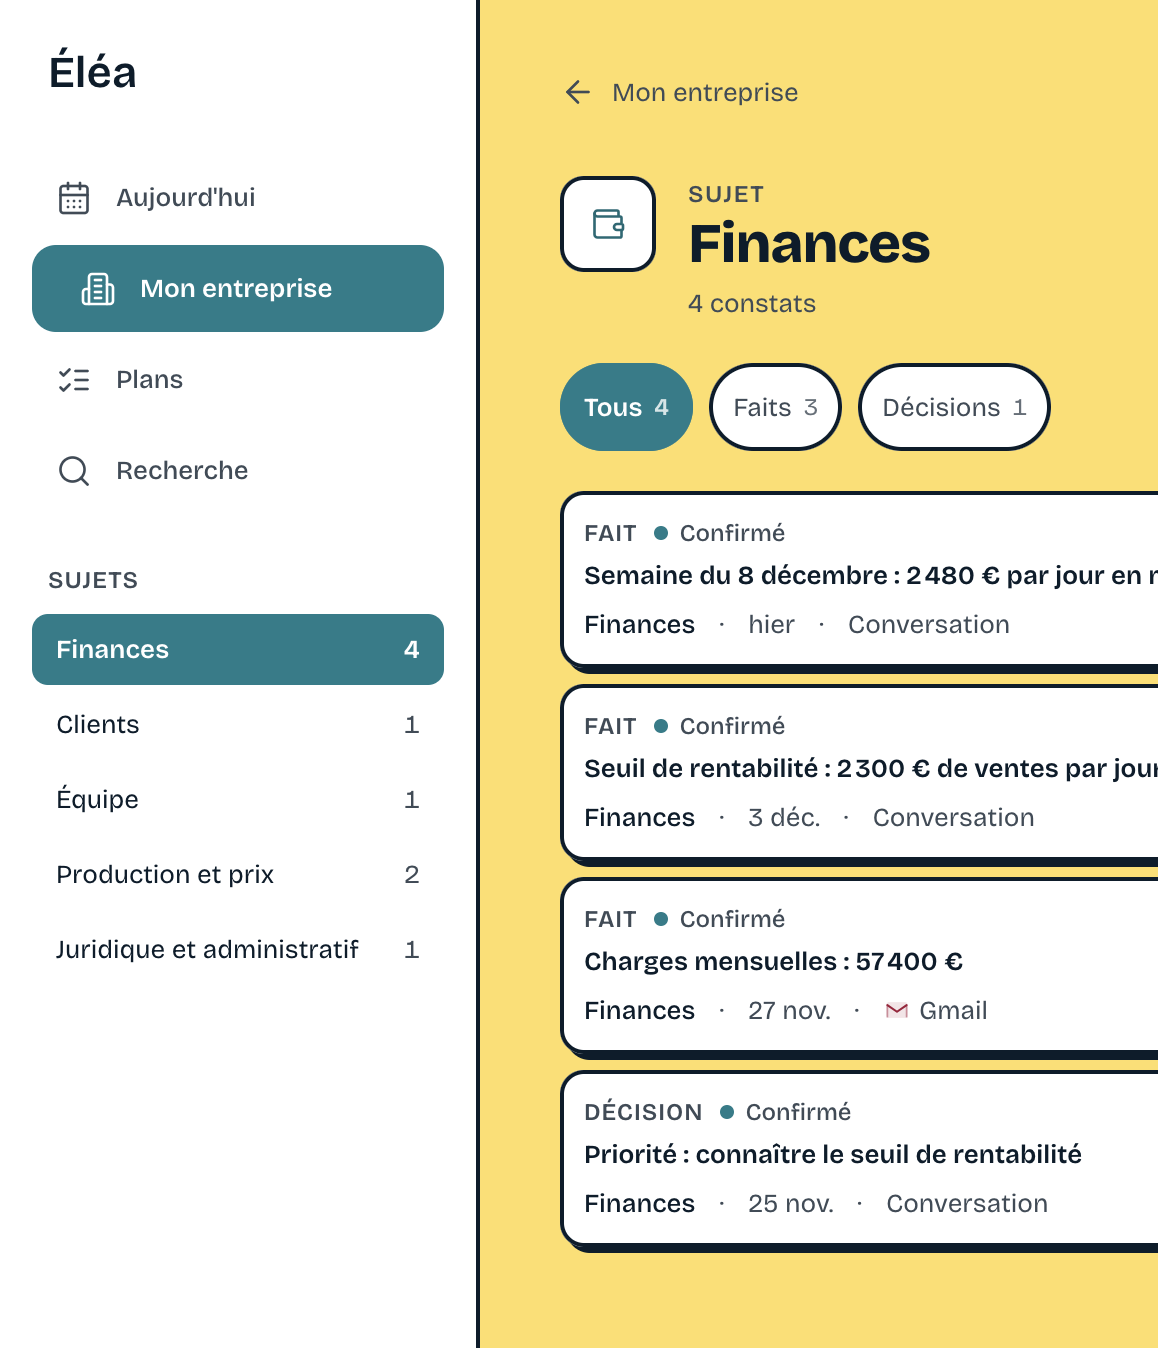 Éléa
Aujourd'hui
Mon entreprise
Plans
Recherche
SUJETS
Finances 4
Clients 1
Équipe 1
Production et prix 2
Juridique et administratif 1
Mon entreprise
SUJET
Finances
4 constats
Tous 4
Faits 3
Décisions 1
FAIT Confirmé
Semaine du 8 décembre : 2 480 € par jour en
Finances · hier · Conversation
FAIT Confirmé
Seuil de rentabilité : 2 300 € de ventes par jour
Finances · 3 déc. · Conversation
FAIT Confirmé
Charges mensuelles : 57 400 €
Finances · 27 nov. · Gmail
DÉCISION Confirmé
Priorité : connaître le seuil de rentabilité
Finances · 25 nov. · Conversation